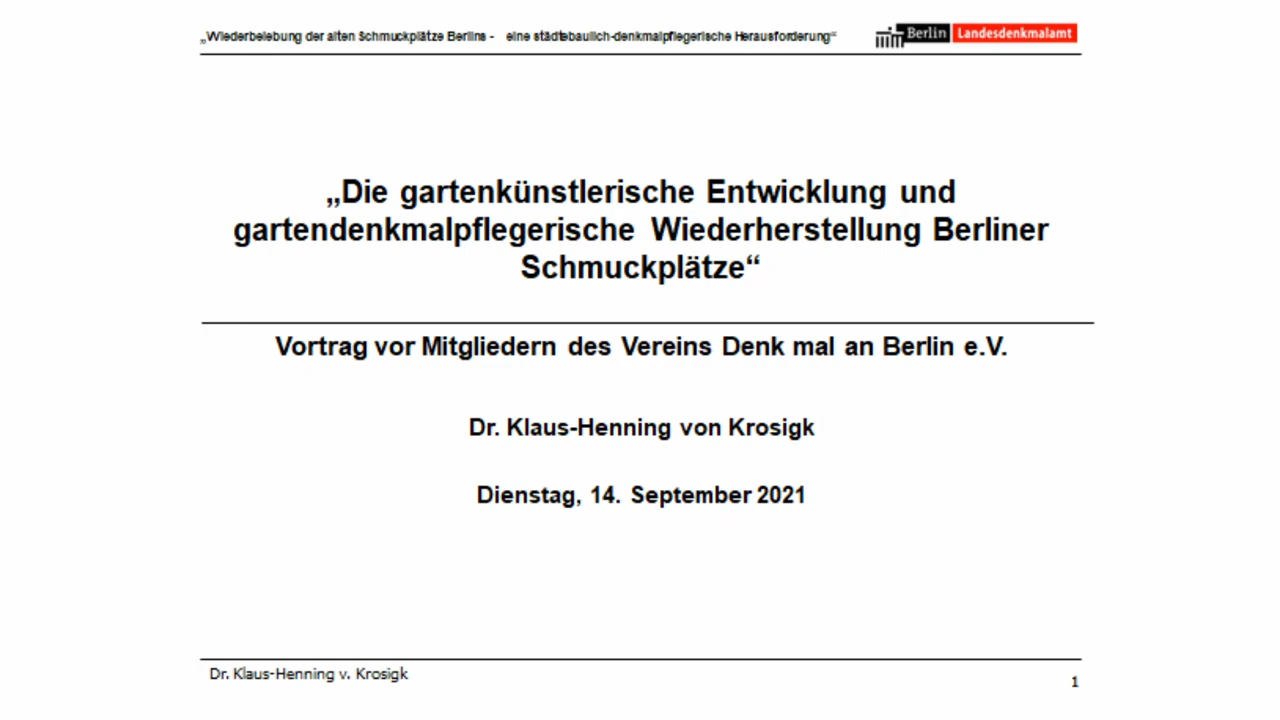 „Wiederbelebung der alten Schmuckplätze Berlins - eine städtebaulich-denkmalpflegerische Herausforderung“
Berlin Landesdenkmalamt
„Die gartenkünstlerische Entwicklung und
gartendenkmalpflegerische Wiederherstellung Berliner
Schmuckplätze“
Vortrag vor Mitgliedern des Vereins Denk mal an Berlin e.V.
Dr. Klaus-Henning von Krosigk
Dienstag, 14. September 2021
Dr. Klaus-Henning v. Krosigk
1